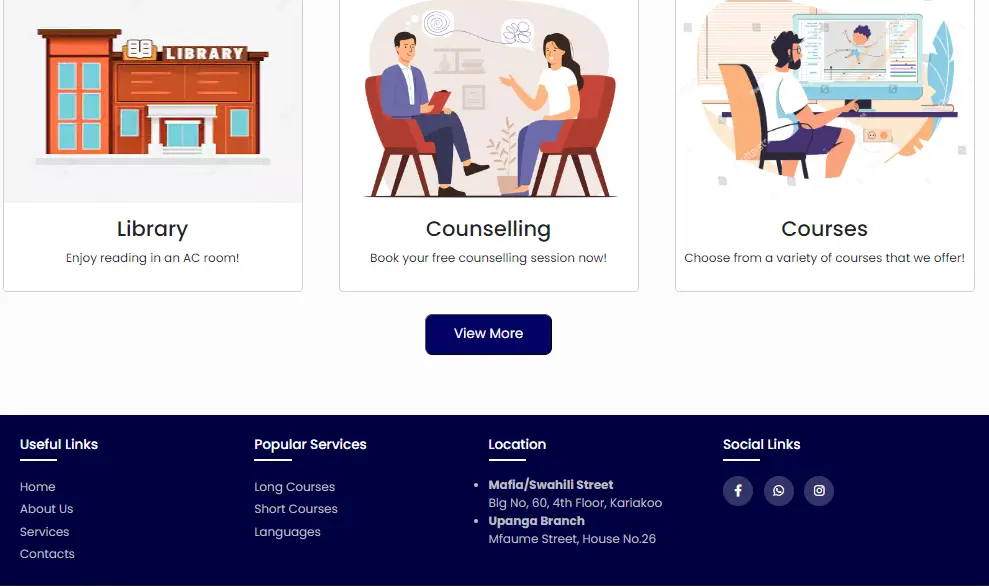 LIBRARY
Library
Enjoy reading in an AC room!
Counselling
Book your free counselling session now!
Courses
Choose from a variety of courses that we offer!
View More
Useful Links
Home
About Us
Services
Contacts
Popular Services
Long Courses
Short Courses
Languages
Location
Mafia/Swahili Street
Blg No, 60, 4th Floor, Kariakoo
Upanga Branch
Mfaume Street, House No.26
Social Links